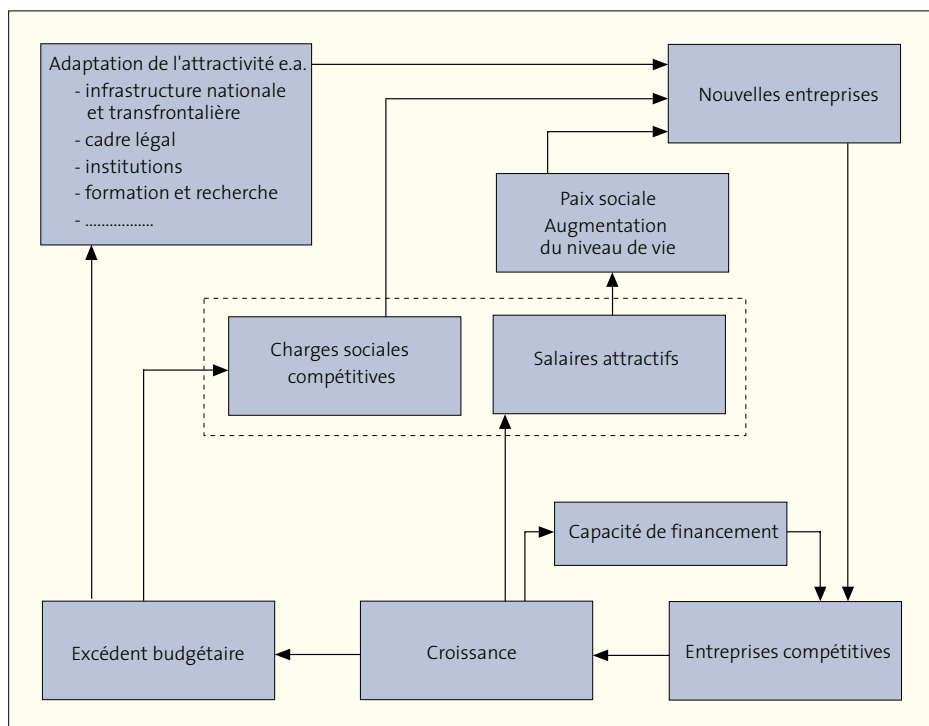 Adaptation de l'attractivité e.a.
- infrastructure nationale
et transfrontalière
- cadre légal
- institutions
- formation et recherche
- .................
Nouvelles entreprises
Paix sociale
Augmentation
du niveau de vie
Charges sociales
compétitives
Salaires attractifs
Capacité de financement
Excédent budgétaire
Croissance
Entreprises compétitives